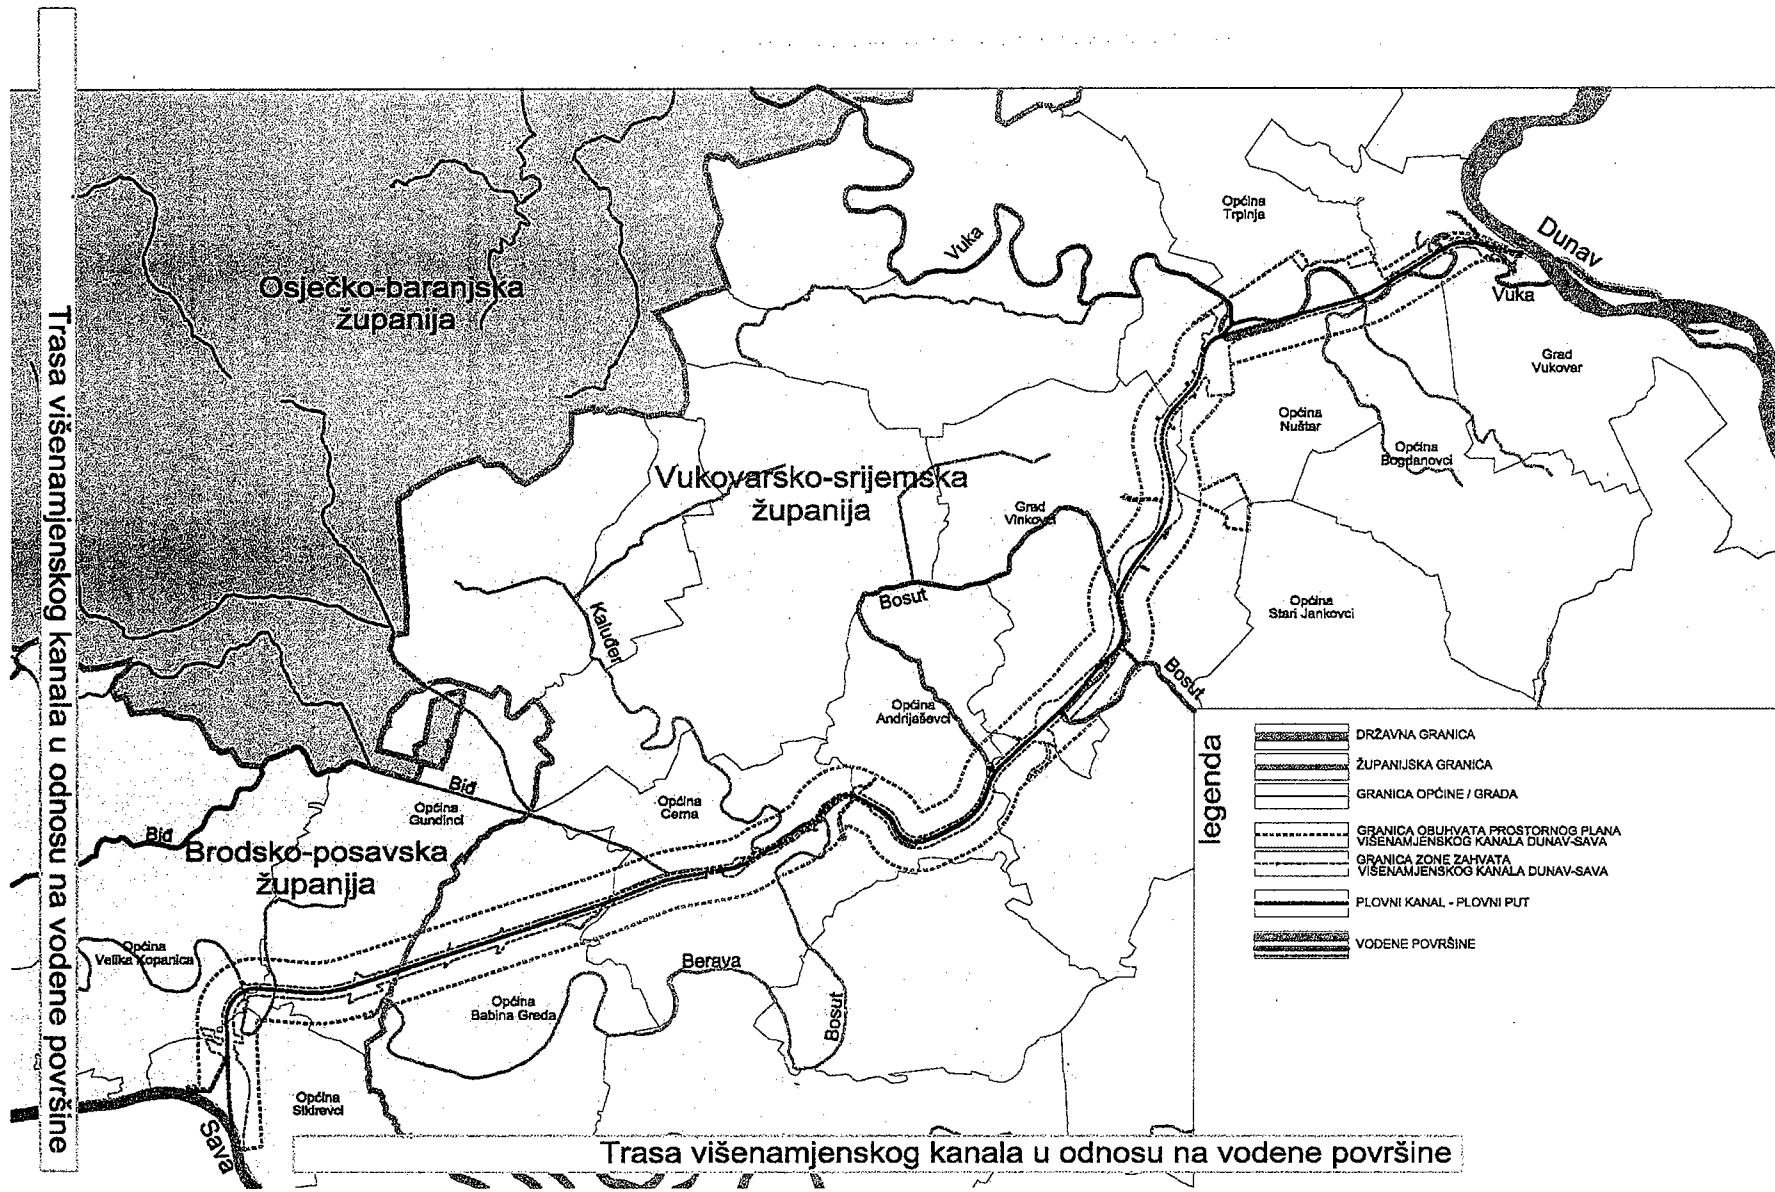 Trasa višenamjenskog kanala u odnosu na vodene površine
Dunav
Općina
Trpinja
Vuka
Vuka
Osječko-baranjska
županija
Grad
Vukovar
Općina
Nuštar
Općina
Bogdanovci
Vukovarsko-srijemska
županija
Grad
Vinkovci
Bosut
Općina
Stari Jankovci
Kaluđer
Bosut
Općina
Andrijaševci
Biđ
Općina
Gundinci
Općina
Cerna
Biđ
Brodsko-posavska
županija
Općina
Velika Kopanica
Berava
Općina
Babina Greda
Bosut
Općina
Sikirevci
Sava
legenda
DRŽAVNA GRANICA
ŽUPANIJSKA GRANICA
GRANICA OPĆINE / GRADA
GRANICA OBUHVATA PROSTORNOG PLANA
VIŠENAMJENSKOG KANALA DUNAV-SAVA
GRANICA ZONE ZAHVATA
VIŠENAMJENSKOG KANALA DUNAV-SAVA
PLOVNI KANAL - PLOVNI PUT
VODENE POVRŠINE
Trasa višenamjenskog kanala u odnosu na vodene površine